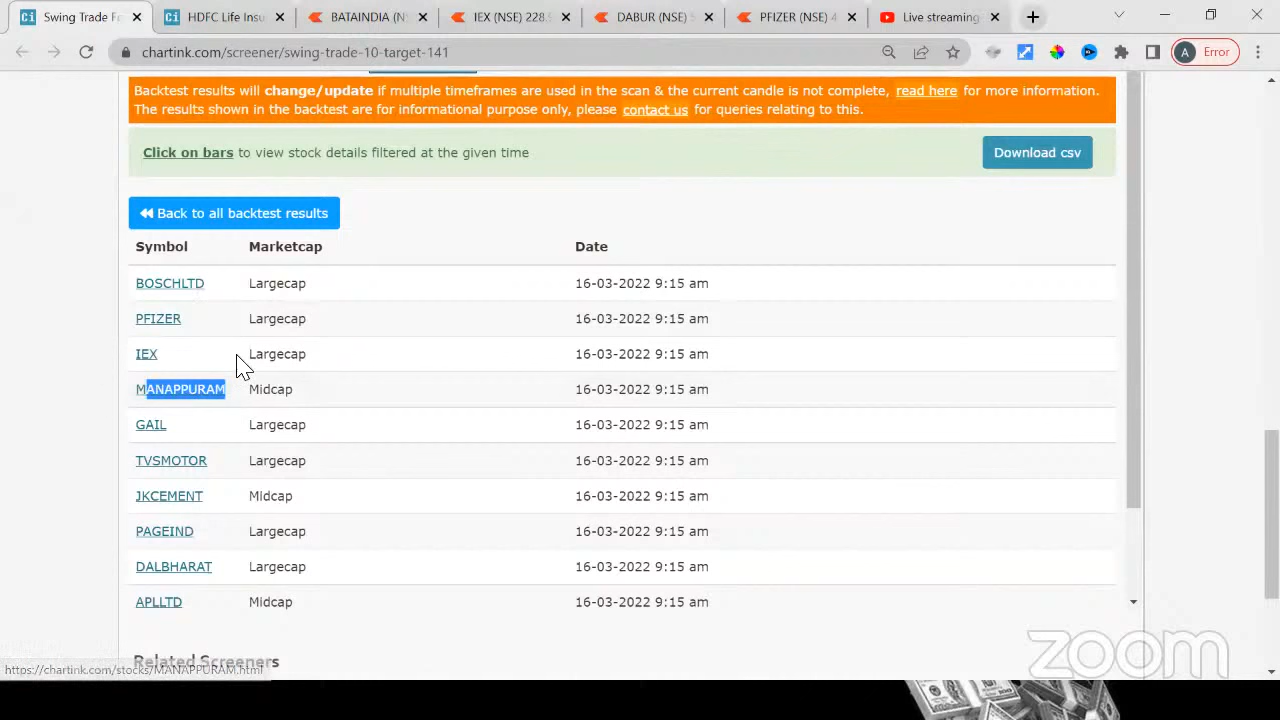 Swing Trade F
HDFC Life Insu
BATAINDIA (N
IEX (NSE) 228.
DABUR (NSE) 5
PFIZER (NSE) 4
Live streaming
chartink.com/screener/swing-trade-10-target-141
A Error
Backtest results will change/update if multiple timeframes are used in the scan & the current candle is not complete, read here for more information.
The results shown in the backtest are for informational purpose only, please contact us for queries relating to this.
Click on bars to view stock details filtered at the given time
Download csv
Back to all backtest results
Symbol Marketcap Date
BOSCHLTD Largecap 16-03-2022 9:15 am
PFIZER Largecap 16-03-2022 9:15 am
IEX Largecap 16-03-2022 9:15 am
MANAPPURAM Midcap 16-03-2022 9:15 am
GAIL Largecap 16-03-2022 9:15 am
TVSMOTOR Largecap 16-03-2022 9:15 am
JKCEMENT Midcap 16-03-2022 9:15 am
PAGEIND Largecap 16-03-2022 9:15 am
DALBHARAT Largecap 16-03-2022 9:15 am
APLLTD Midcap 16-03-2022 9:15 am
Related Screeners
https://chartink.com/stocks/MANAPPURAM.html
zoom